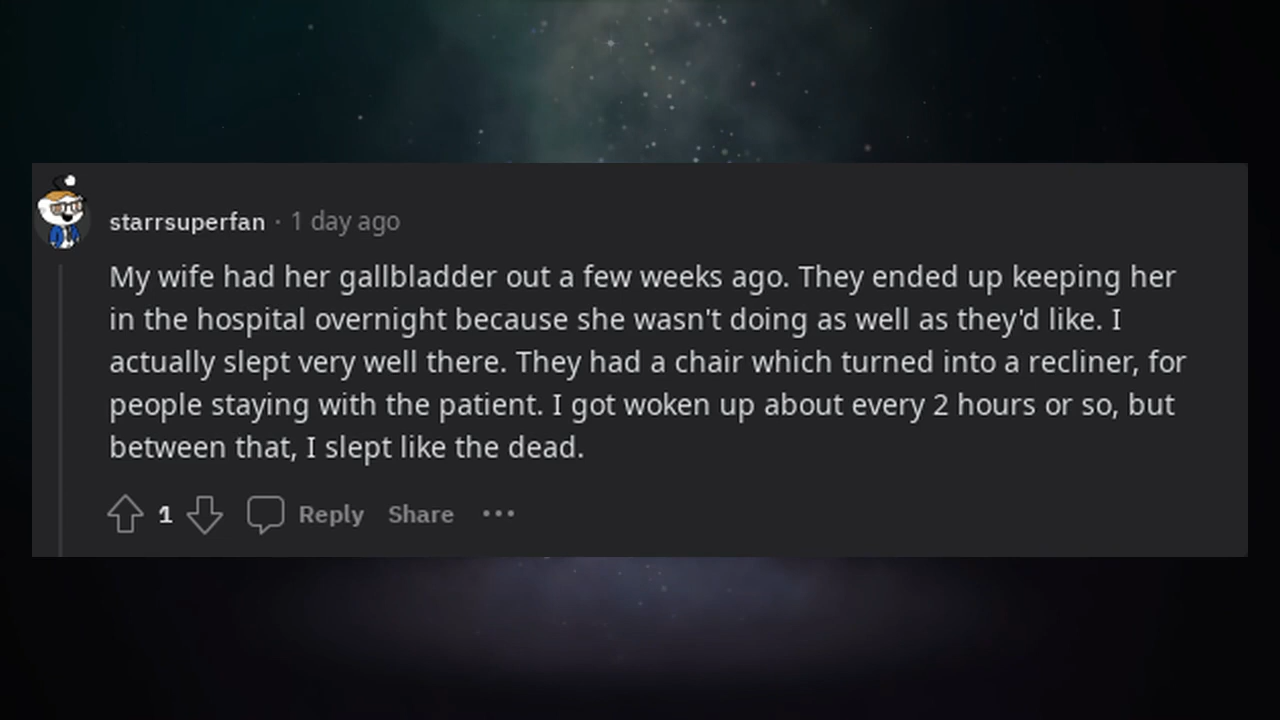 starrsuperfan · 1 day ago
My wife had her gallbladder out a few weeks ago. They ended up keeping her
in the hospital overnight because she wasn't doing as well as they'd like. I
actually slept very well there. They had a chair which turned into a recliner, for
people staying with the patient. I got woken up about every 2 hours or so, but
between that, I slept like the dead.
1 Reply Share •••